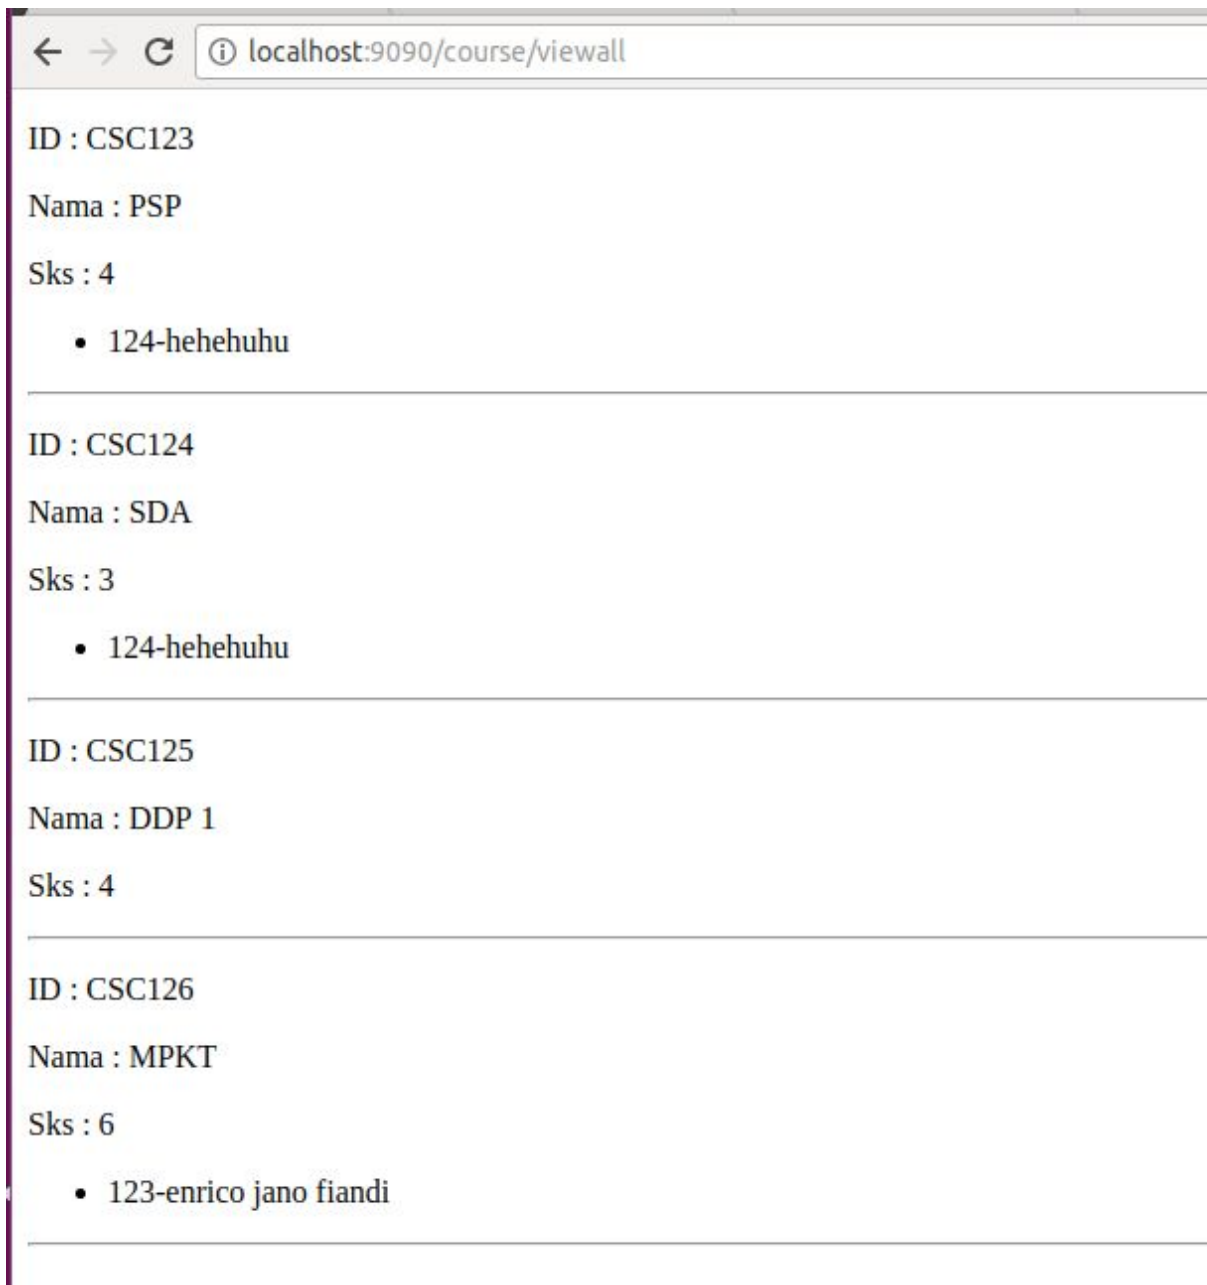 localhost:9090/course/viewall
ID : CSC123
Nama : PSP
Sks : 4
• 124-hehehuhu
ID : CSC124
Nama : SDA
Sks : 3
• 124-hehehuhu
ID : CSC125
Nama : DDP 1
Sks : 4
ID : CSC126
Nama : MPKT
Sks : 6
• 123-enrico jano fiandi